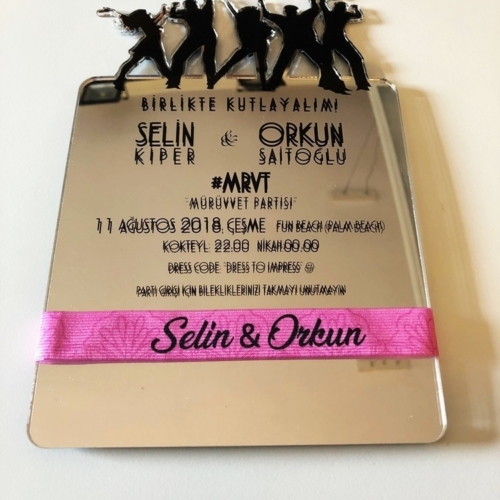 BİRLİKTE KUTLAYALIM!
SELİN & ORKUN
KİPER SAİTOĞLU
#MRVT
"MÜRÜVVET PARTİSİ"
11 AĞUSTOS 2018, ÇEŞME FUN BEACH (PALM BEACH)
KOKTEYL: 22.00 NİKAH:00.00
DRESS CODE: "DRESS TO IMPRESS" 😉
PARTİ GİRİŞİ İÇİN BİLEKLİKLERİNİZİ TAKMAYI UNUTMAYIN
Selin & Orkun